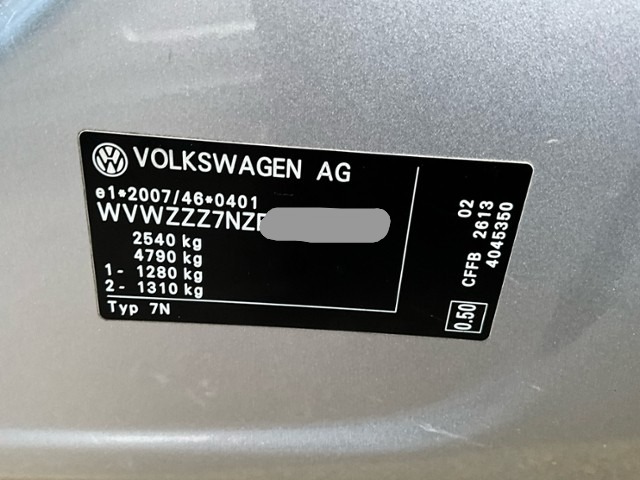 VOLKSWAGEN AG
e1*2007/46*0401
WVWZZZ7NZ
2540 kg
4790 kg
1- 1280 kg
2- 1310 kg
Typ 7N
02
CFFB 2613
4045350
0.50